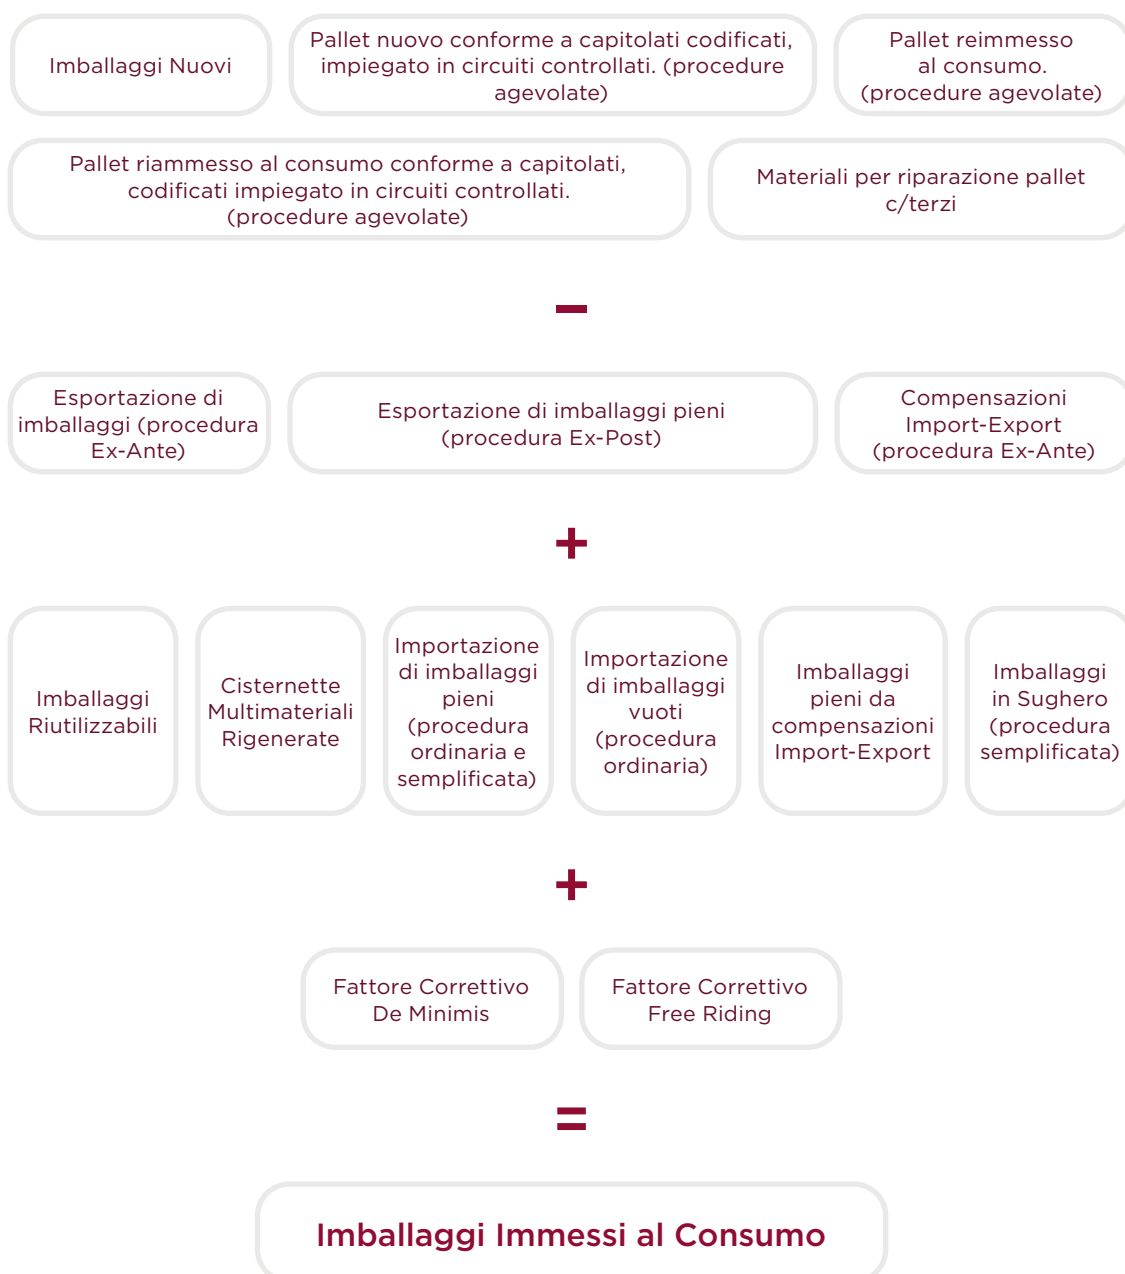 Imballaggi Nuovi
Pallet nuovo conforme a capitolati codificati,
impiegato in circuiti controllati. (procedure
agevolate)
Pallet reimmesso
al consumo.
(procedure agevolate)
Pallet riammesso al consumo conforme a capitolati,
codificati impiegato in circuiti controllati.
(procedure agevolate)
Materiali per riparazione pallet
c/terzi
–
Esportazione di
imballaggi (procedura
Ex-Ante)
Esportazione di imballaggi pieni
(procedura Ex-Post)
Compensazioni
Import-Export
(procedura Ex-Ante)
+
Imballaggi
Riutilizzabili
Cisternette
Multimateriali
Rigenerate
Importazione
di imballaggi
pieni
(procedura
ordinaria e
semplificata)
Importazione
di imballaggi
vuoti
(procedura
ordinaria)
Imballaggi
pieni da
compensazioni
Import-Export
Imballaggi
in Sughero
(procedura
semplificata)
+
Fattore Correttivo
De Minimis
Fattore Correttivo
Free Riding
=
Imballaggi Immessi al Consumo